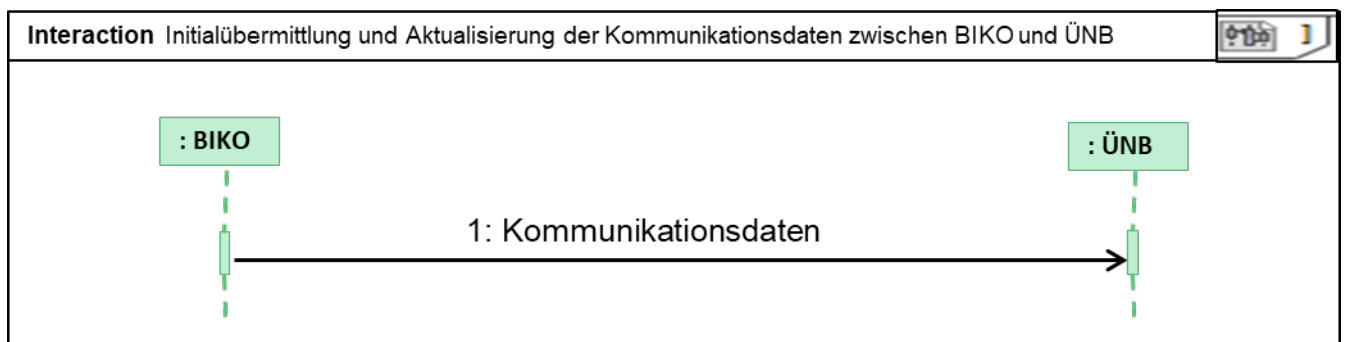 Interaction Initialübermittlung und Aktualisierung der Kommunikationsdaten zwischen BIKO und ÜNB
: BIKO
: ÜNB
1: Kommunikationsdaten